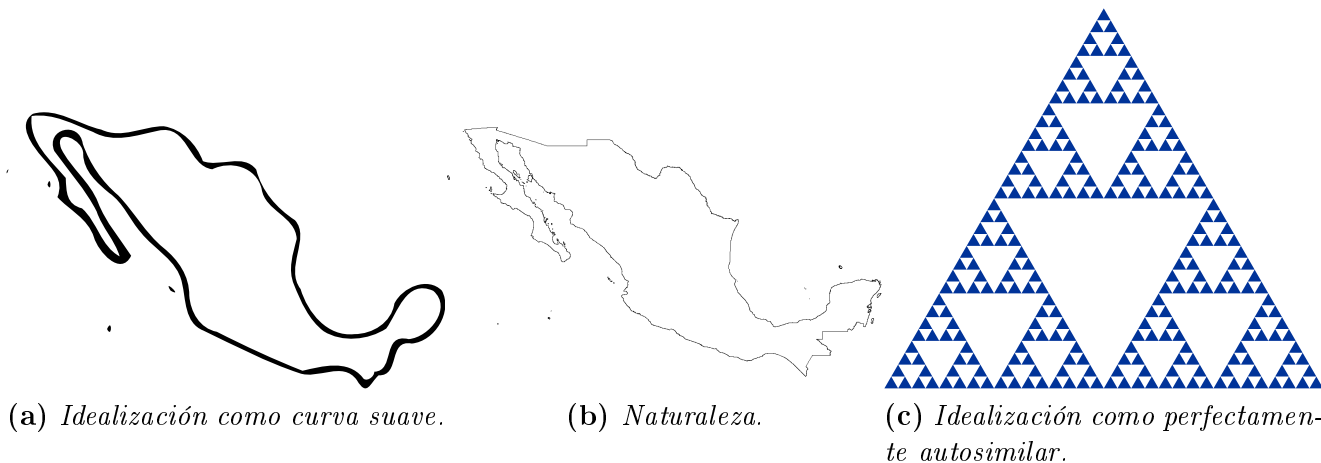 (a) Idealización como curva suave.
(b) Naturaleza.
(c) Idealización como perfectamen-
te autosimilar.